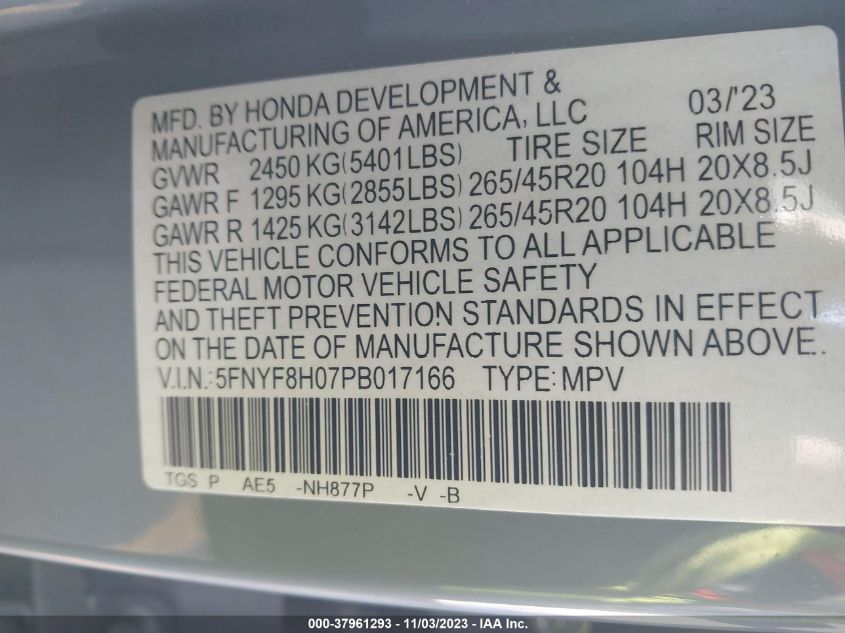 MFD. BY HONDA DEVELOPMENT &
MANUFACTURING OF AMERICA, LLC 03/'23
GVWR 2450 KG(5401LBS) TIRE SIZE RIM SIZE
GAWR F 1295 KG(2855LBS) 265/45R20 104H 20X8.5J
GAWR R 1425 KG(3142LBS) 265/45R20 104H 20X8.5J
THIS VEHICLE CONFORMS TO ALL APPLICABLE
FEDERAL MOTOR VEHICLE SAFETY
AND THEFT PREVENTION STANDARDS IN EFFECT
ON THE DATE OF MANUFACTURE SHOWN ABOVE.
V.I.N.:5FNYF8H07PB017166 TYPE:MPV
TGS P AE5 -NH877P -V -B
000-37961293 - 11/03/2023 - IAA Inc.